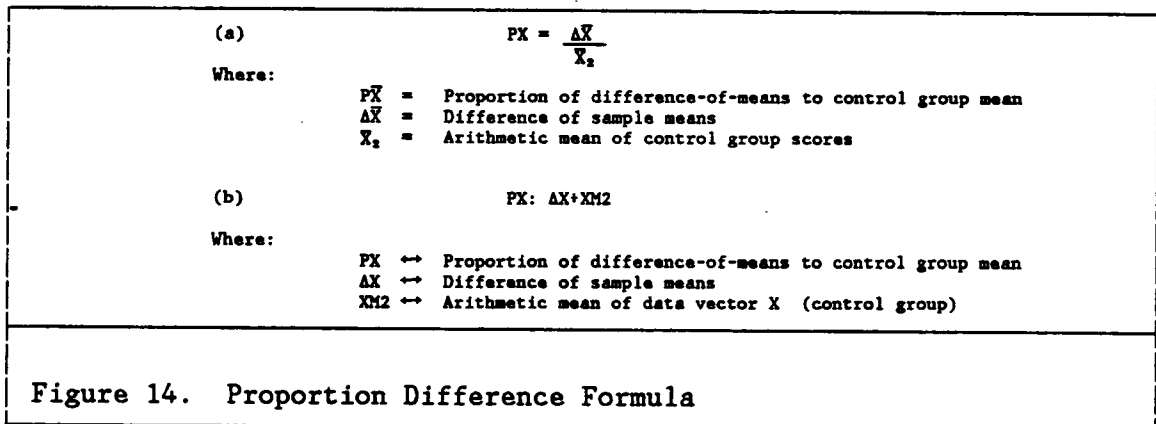 (a) PX = ΔX̄
X̄₂
Where:
PX̄ = Proportion of difference-of-means to control group mean
ΔX̄ = Difference of sample means
X̄₂ = Arithmetic mean of control group scores
(b) PX: ΔX÷XM2
Where:
PX ↔ Proportion of difference-of-means to control group mean
ΔX ↔ Difference of sample means
XM2 ↔ Arithmetic mean of data vector X (control group)
Figure 14. Proportion Difference Formula